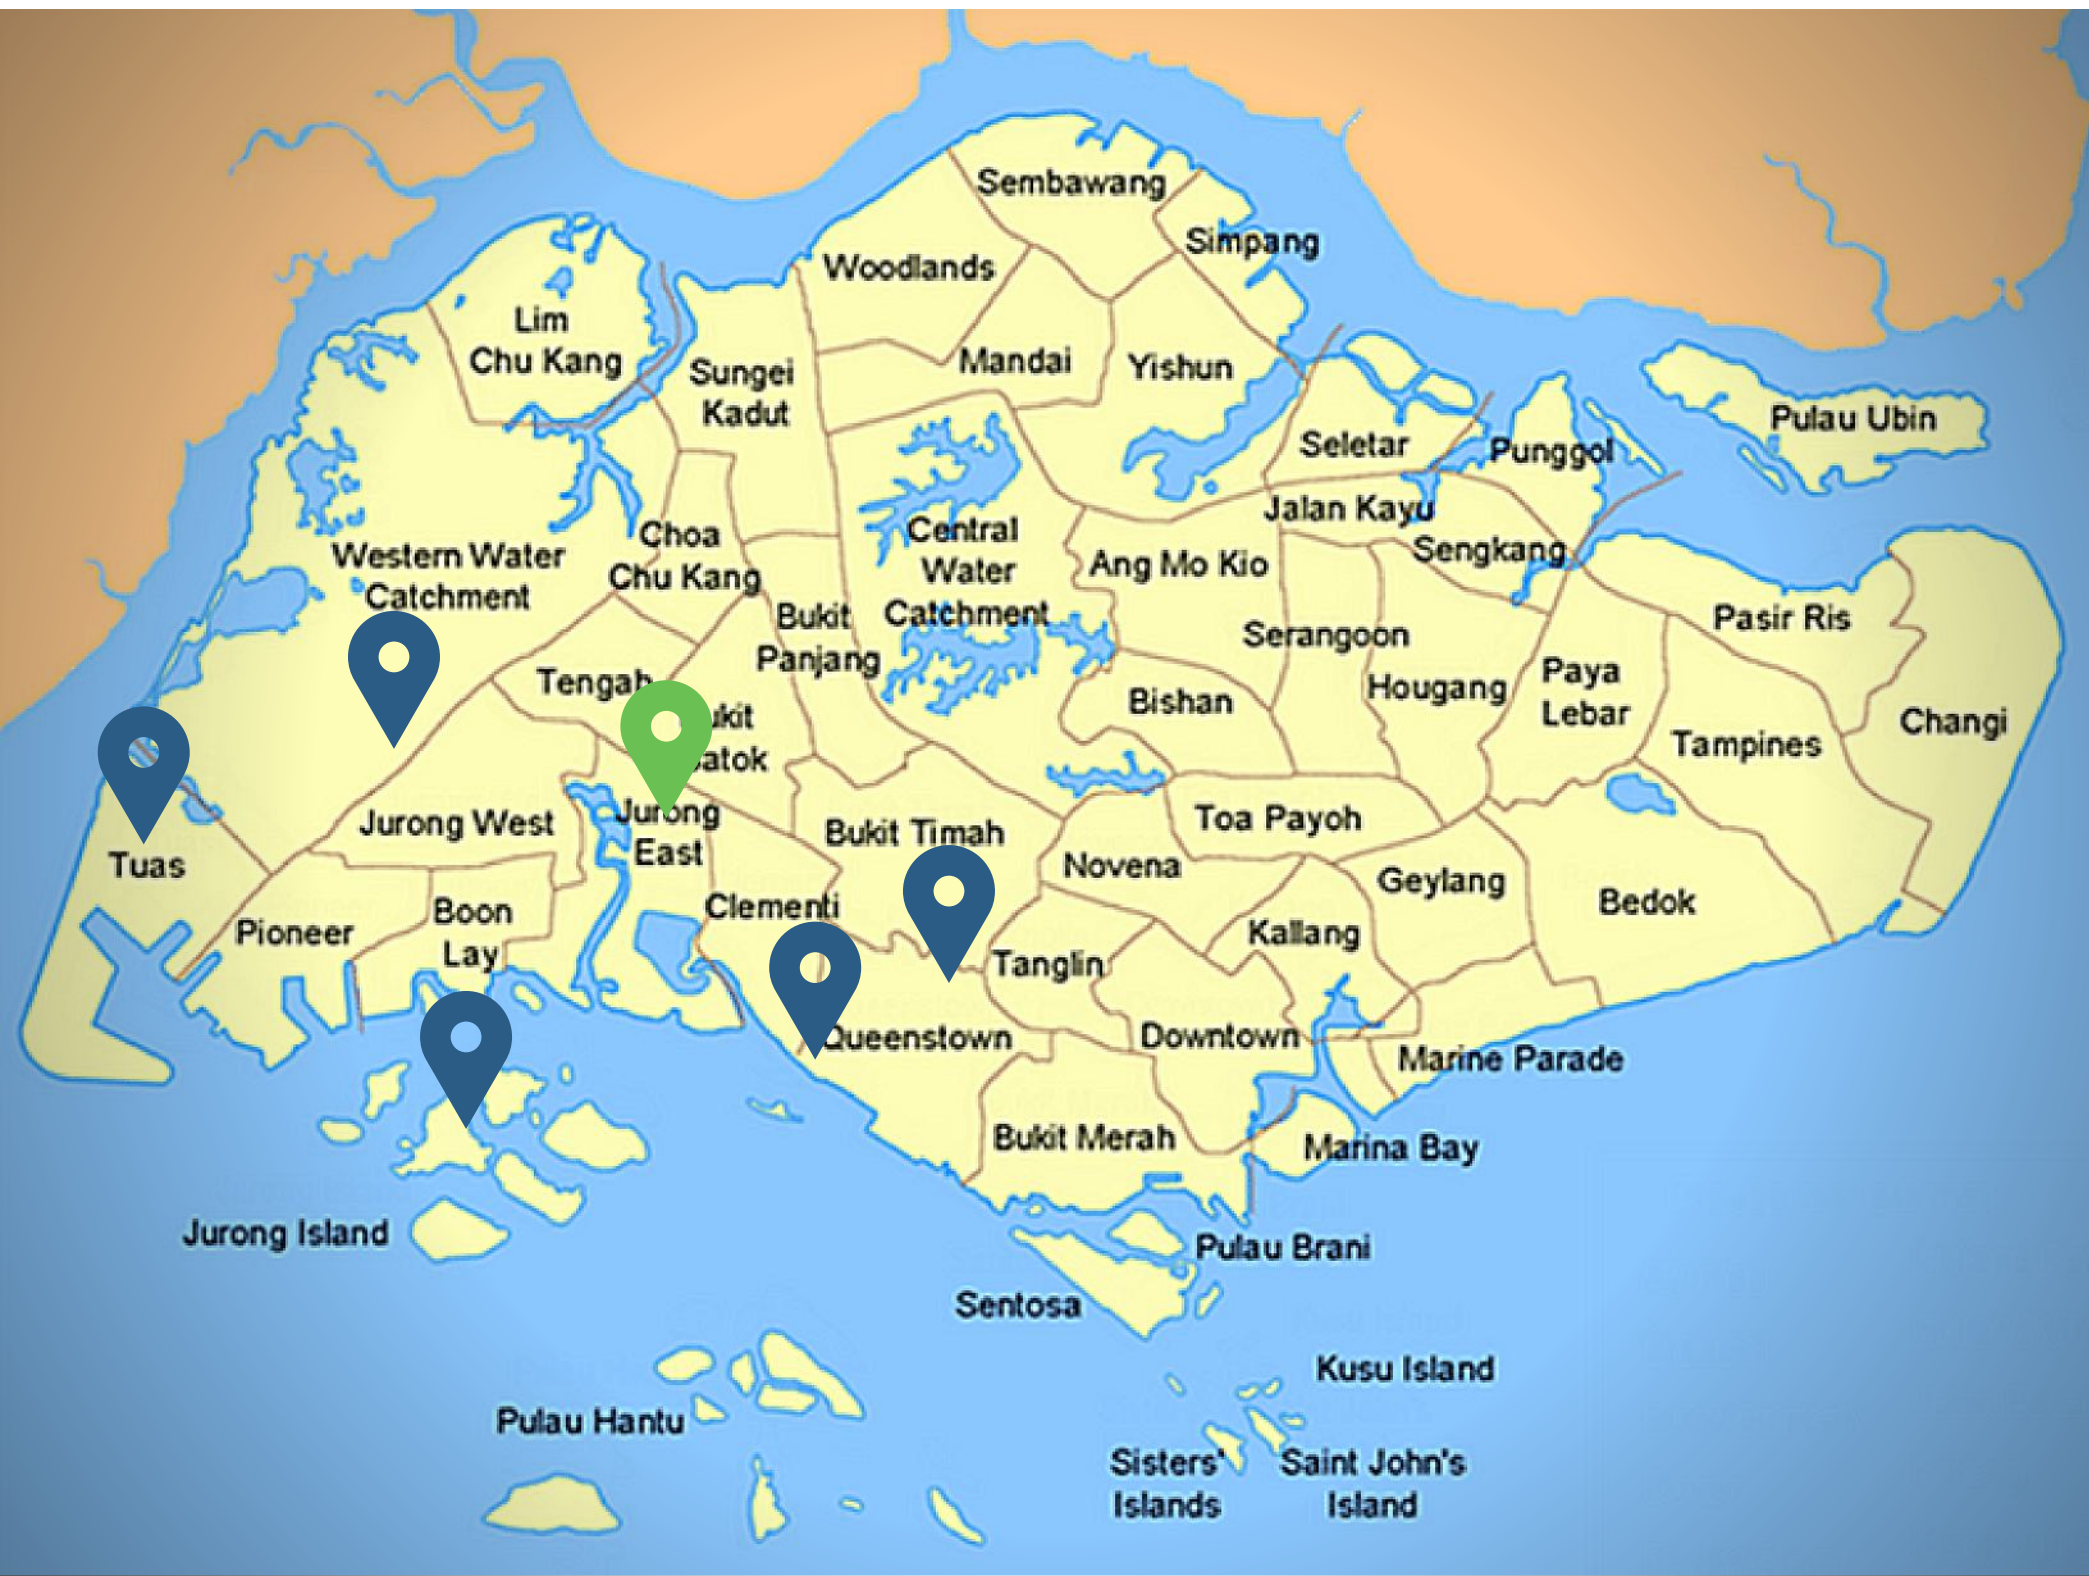 Sembawang
Simpang
Woodlands
Lim
Chu Kang
Mandai
Yishun
Sungei
Kadut
Pulau Ubin
Seletar
Punggol
Jalan Kayu
Central
Water
Catchment
Choa
Chu Kang
Sengkang
Western Water
Catchment
Ang Mo Kio
Bukit
Panjang
Pasir Ris
Serangoon
Tengah
Bishan
Hougang
Paya
Lebar
ukit
atok
Changi
Tampines
Jurong West
Jurong
East
Bukit Timah
Toa Payoh
Tuas
Novena
Geylang
Bedok
Clementi
Pioneer
Boon
Lay
Kallang
Tanglin
Queenstown
Downtown
Marine Parade
Bukit Merah
Marina Bay
Jurong Island
Pulau Brani
Sentosa
Kusu Island
Pulau Hantu
Sisters'
Islands
Saint John's
Island